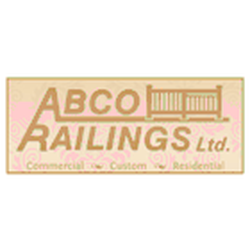 ABCO
RAILINGS Ltd.
Commercial ~ Custom ~ Residential